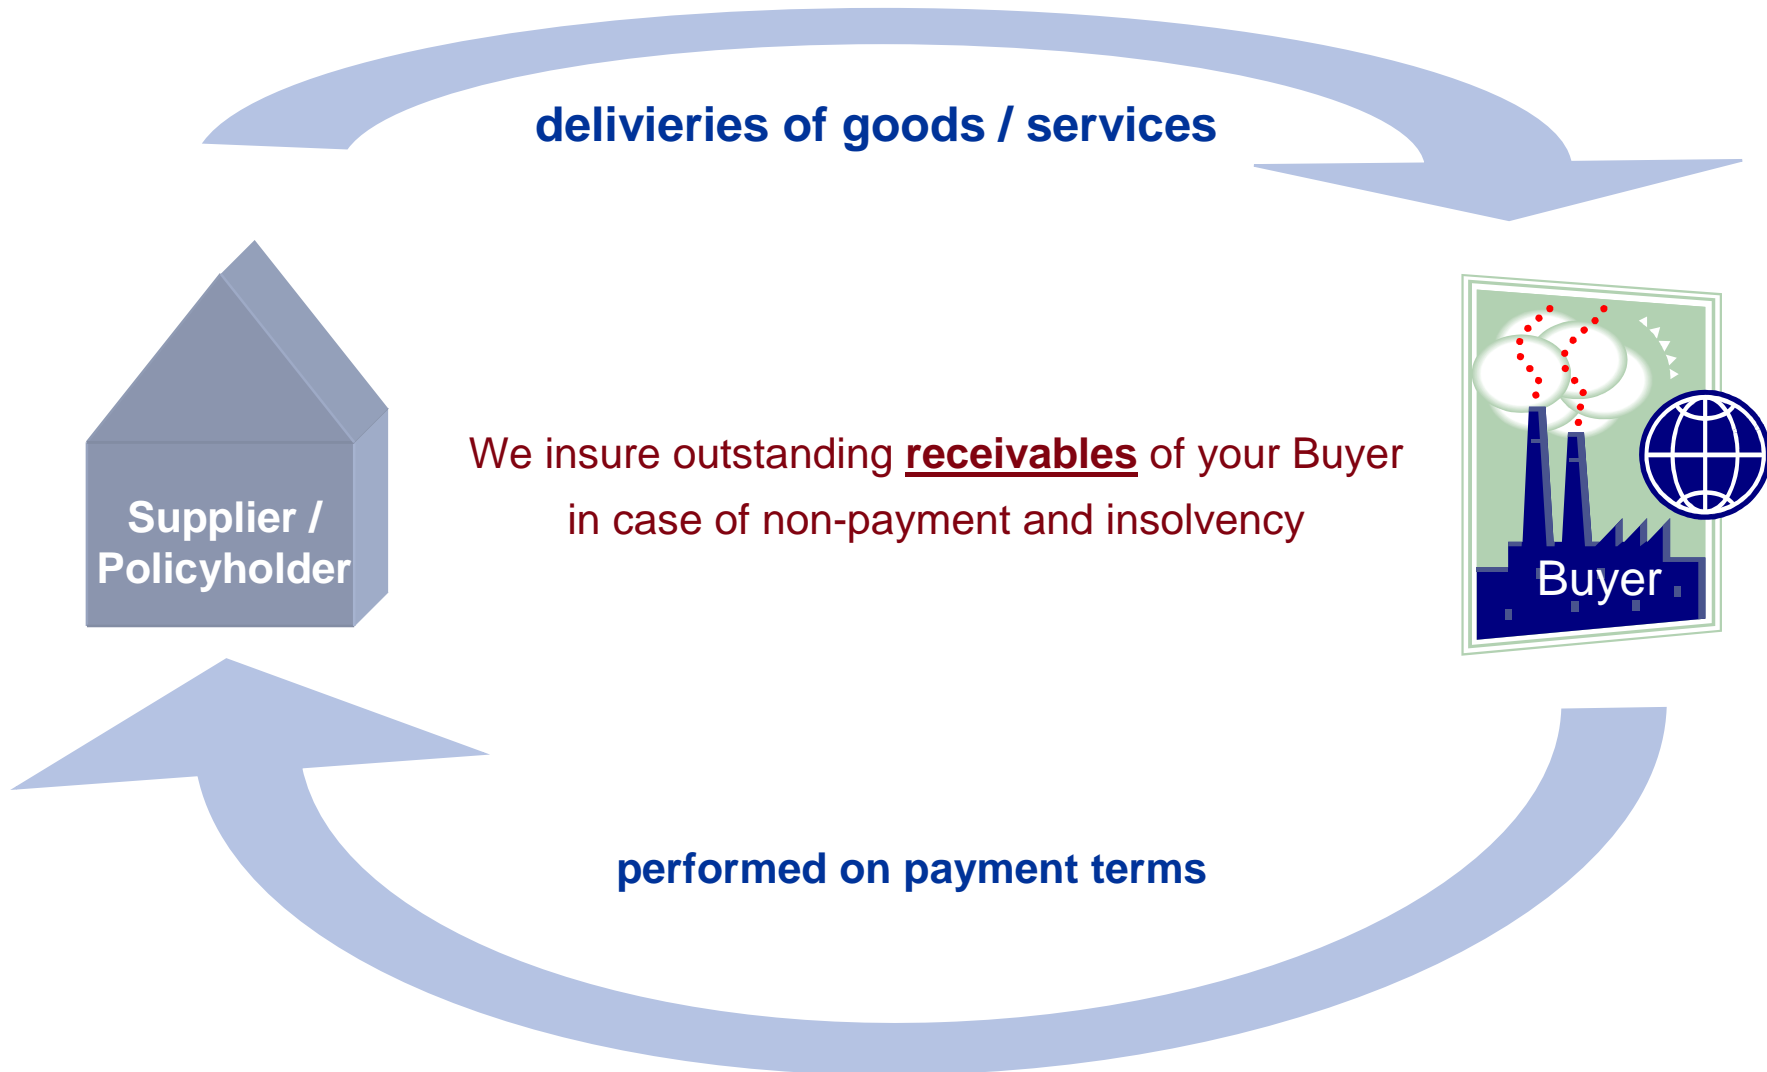 delivieries of goods / services
We insure outstanding receivables of your Buyer
in case of non-payment and insolvency
Supplier /
Policyholder
Buyer
performed on payment terms